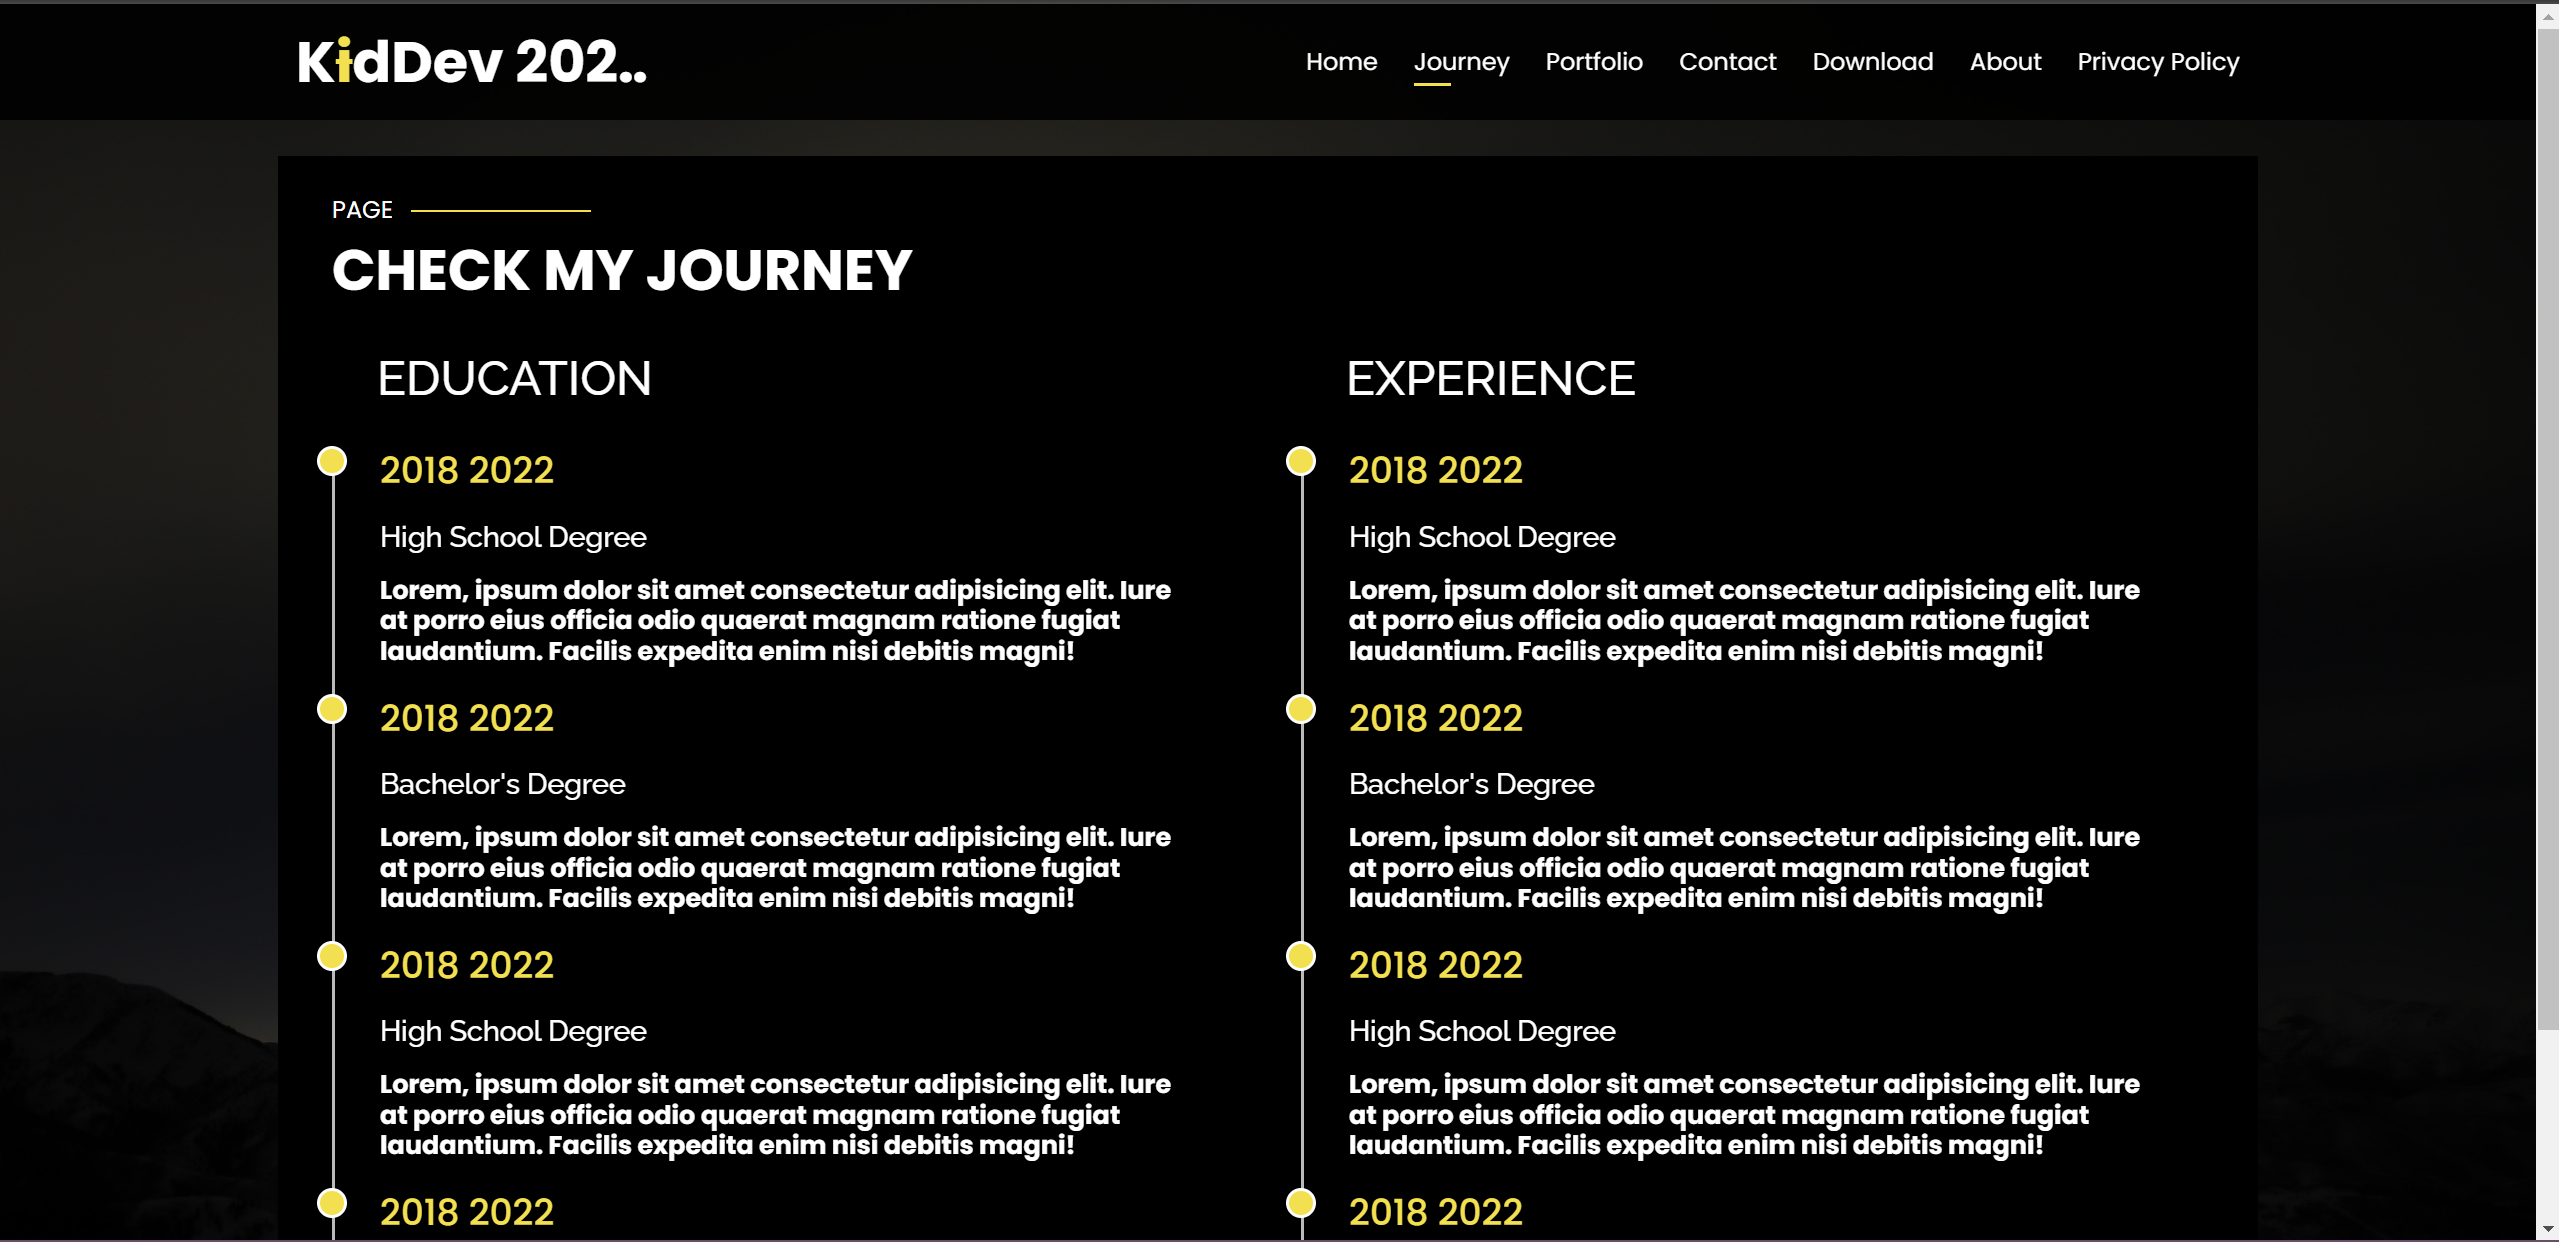 KidDev 202..
Home Journey Portfolio Contact Download About Privacy Policy
PAGE
CHECK MY JOURNEY
EDUCATION
2018 2022
High School Degree
Lorem, ipsum dolor sit amet consectetur adipisicing elit. Iure
at porro eius officia odio quaerat magnam ratione fugiat
laudantium. Facilis expedita enim nisi debitis magni!
2018 2022
Bachelor's Degree
Lorem, ipsum dolor sit amet consectetur adipisicing elit. Iure
at porro eius officia odio quaerat magnam ratione fugiat
laudantium. Facilis expedita enim nisi debitis magni!
2018 2022
High School Degree
Lorem, ipsum dolor sit amet consectetur adipisicing elit. Iure
at porro eius officia odio quaerat magnam ratione fugiat
laudantium. Facilis expedita enim nisi debitis magni!
2018 2022
EXPERIENCE
2018 2022
High School Degree
Lorem, ipsum dolor sit amet consectetur adipisicing elit. Iure
at porro eius officia odio quaerat magnam ratione fugiat
laudantium. Facilis expedita enim nisi debitis magni!
2018 2022
Bachelor's Degree
Lorem, ipsum dolor sit amet consectetur adipisicing elit. Iure
at porro eius officia odio quaerat magnam ratione fugiat
laudantium. Facilis expedita enim nisi debitis magni!
2018 2022
High School Degree
Lorem, ipsum dolor sit amet consectetur adipisicing elit. Iure
at porro eius officia odio quaerat magnam ratione fugiat
laudantium. Facilis expedita enim nisi debitis magni!
2018 2022